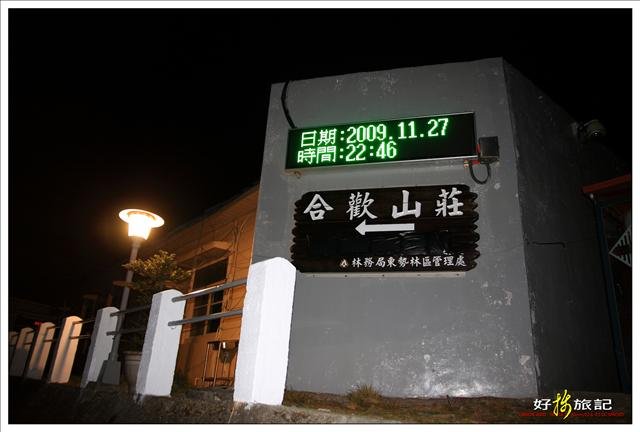 日期:2009.11.27
時間:22:46
合歡山莊
林務局東勢林區管理處
好拗旅記